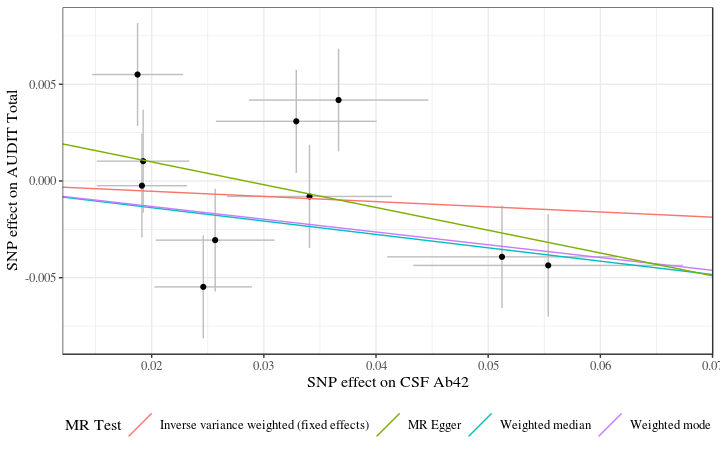 SNP effect on AUDIT Total
0.005
0.000
-0.005
0.02 0.03 0.04 0.05 0.06 0.07
SNP effect on CSF Ab42
MR Test Inverse variance weighted (fixed effects) MR Egger Weighted median Weighted mode